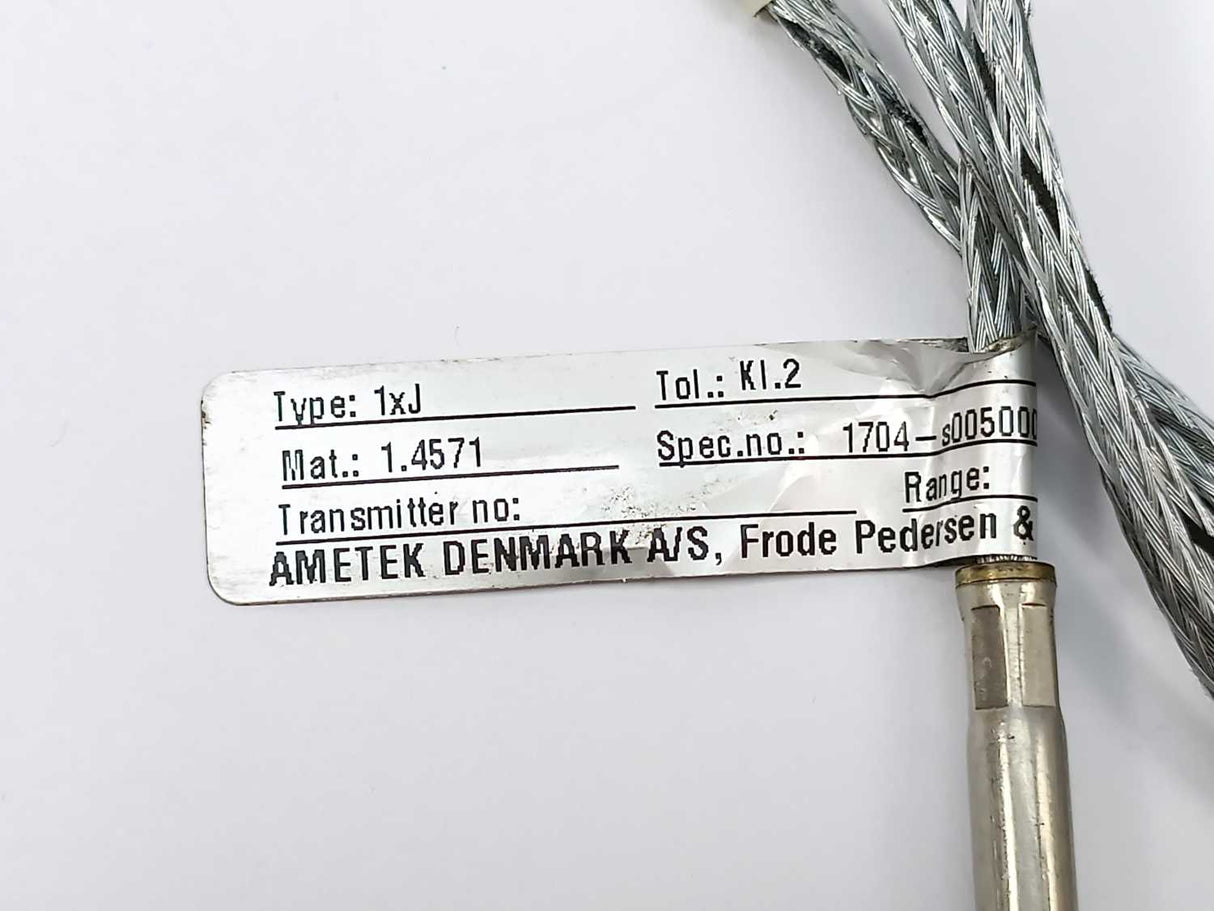 Type: 1xJ Tol.: Kl.2
Mat.: 1.4571 Spec.no.: 1704-s005000
Transmitter no: Range:
AMETEK DENMARK A/S, Frode Pedersen &